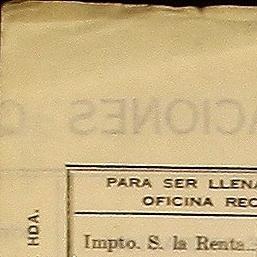 PARA SER LLENA
OFICINA REC
Impto. S. la Renta.
HDA.